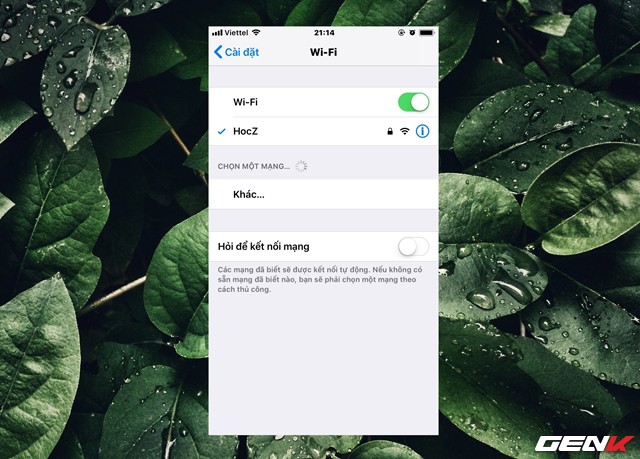 Viettel 21:14
Cài đặt Wi-Fi
Wi-Fi
HocZ
CHỌN MỘT MẠNG...
Khác...
Hỏi để kết nối mạng
Các mạng đã biết sẽ được kết nối tự động. Nếu không có
sẵn mạng đã biết nào, bạn sẽ phải chọn một mạng theo
cách thủ công.
GENK